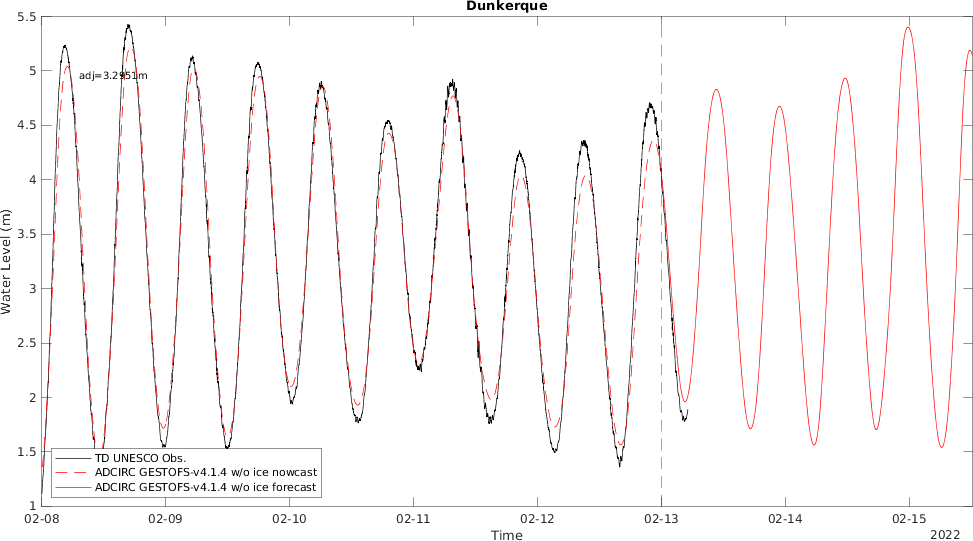 Dunkerque
5.5
5
4.5
4
3.5
3
2.5
2
1.5
1
Water Level (m)
adj=3.2951m
TD UNESCO Obs.
ADCIRC GESTOFS-v4.1.4 w/o ice nowcast
ADCIRC GESTOFS-v4.1.4 w/o ice forecast
02-08 02-09 02-10 02-11 02-12 02-13 02-14 02-15
Time
2022